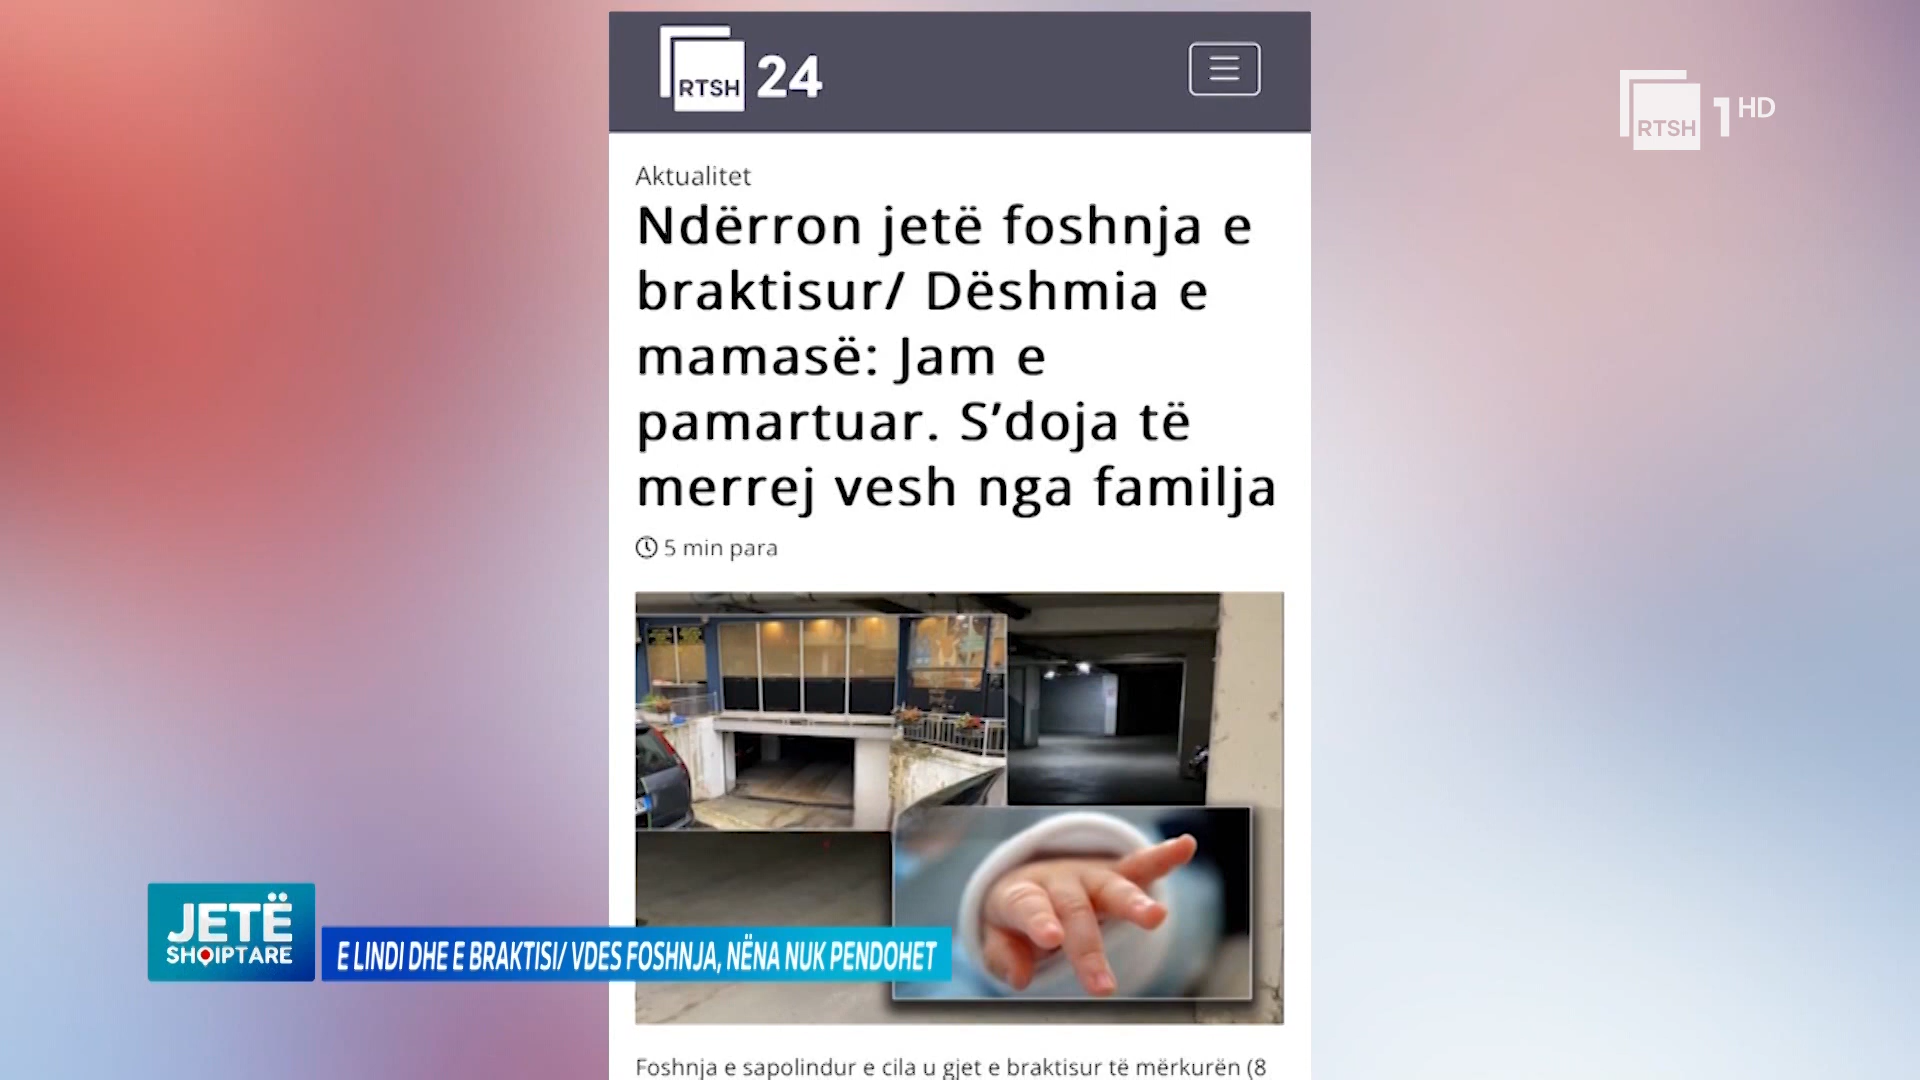 RTSH 24
RTSH 1 HD
Aktualitet
Ndërron jetë foshnja e
braktisur/ Dëshmia e
mamasë: Jam e
pamartuar. S’doja të
merrej vesh nga familja
5 min para
JETË
SHQIPTARE
E LINDI DHE E BRAKTISI/ VDES FOSHNJA, NËNA NUK PENDOHET
Foshnja e sapolindur e cila u gjet e braktisur të mërkurën (8